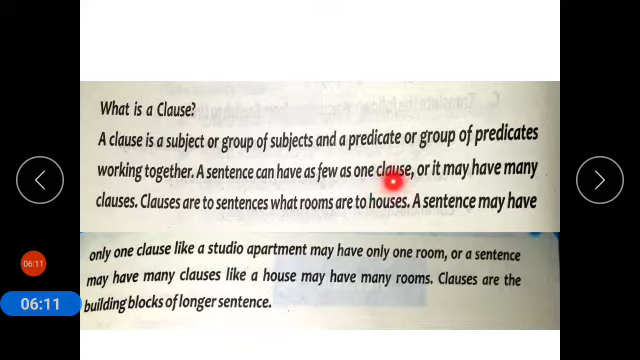 What is a Clause?
A clause is a subject or group of subjects and a predicate or group of predicates
working together. A sentence can have as few as one clause, or it may have many
clauses. Clauses are to sentences what rooms are to houses. A sentence may have
only one clause like a studio apartment may have only one room, or a sentence
may have many clauses like a house may have many rooms. Clauses are the
building blocks of longer sentence.
06:11
06:11